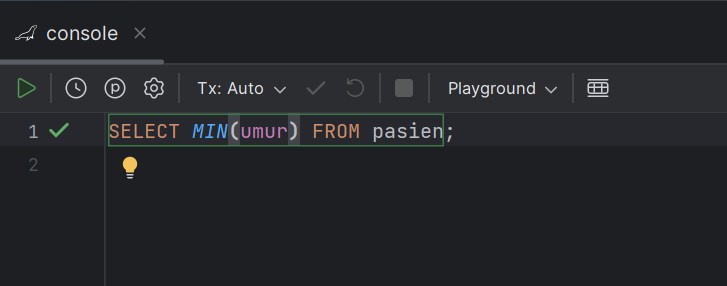 console
Tx: Auto Playground
1 SELECT MIN(umur) FROM pasien;
2